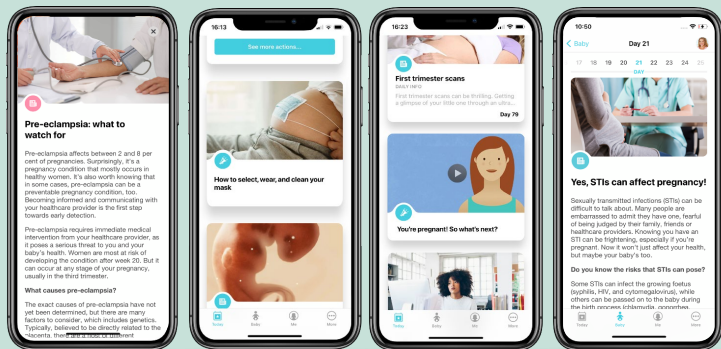 Pre-eclampsia: what to
watch for
Pre-eclampsia affects between 2 and 8 per
cent of pregnancies. Surprisingly, it's a
pregnancy condition that mostly occurs in
healthy women. It's also worth knowing that
in some cases, pre-eclampsia can be a
preventable pregnancy condition, too.
Becoming informed and communicating with
your healthcare provider is the first step
towards early detection.
Pre-eclampsia requires immediate medical
intervention from your healthcare provider, as
it poses a serious threat to you and your
baby's health. Women are most at risk of
developing the condition after week 20. But it
can occur at any stage of your pregnancy,
usually in the third trimester.
What causes pre-eclampsia?
The exact causes of pre-eclampsia have not
yet been determined, but there are many
factors to consider, which includes genetics.
Typically, believed to be directly related to the
placenta, there are a host of different
16:13
See more actions...
How to select, wear, and clean your
mask
Today
Baby
Me
More
16:23
First trimester scans
DAILY INFO
First trimester scans can be thrilling. Getting
a glimpse of your little one through an ultra...
Day 79
You're pregnant! So what's next?
Today
Baby
Me
More
10:50
Baby
Day 21
17 18 19 20 21 22 23 24 25
DAY
Yes, STIs can affect pregnancy!
Sexually transmitted infections (STIs) can be
difficult to talk about. Many people are
embarrassed to admit they have one, fearful
of being judged by their family, friends or
healthcare providers. Knowing you have an
STI can be frightening, especially if you're
pregnant. Now it won't just affect your health,
but maybe your baby's too.
Do you know the risks that STIs can pose?
Some STIs can infect the growing foetus
(syphilis, HIV, and cytomegalovirus), while
others can be passed on to the baby during
the birth process (chlamydia, gonorrhea,
Today
Baby
Me
More